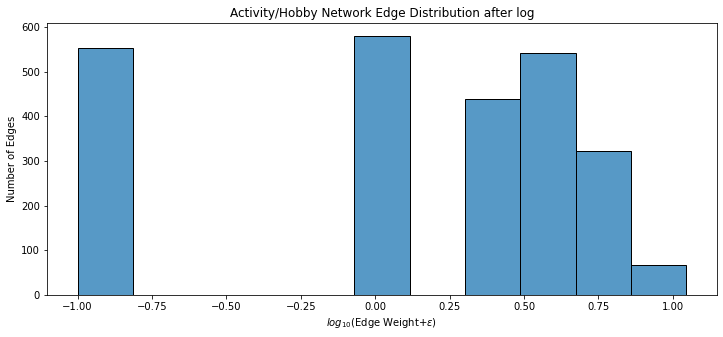 Activity/Hobby Network Edge Distribution after log
600
500
400
300
200
100
0
Number of Edges
−1.00 −0.75 −0.50 −0.25 0.00 0.25 0.50 0.75 1.00
log₁₀(Edge Weight+ε)